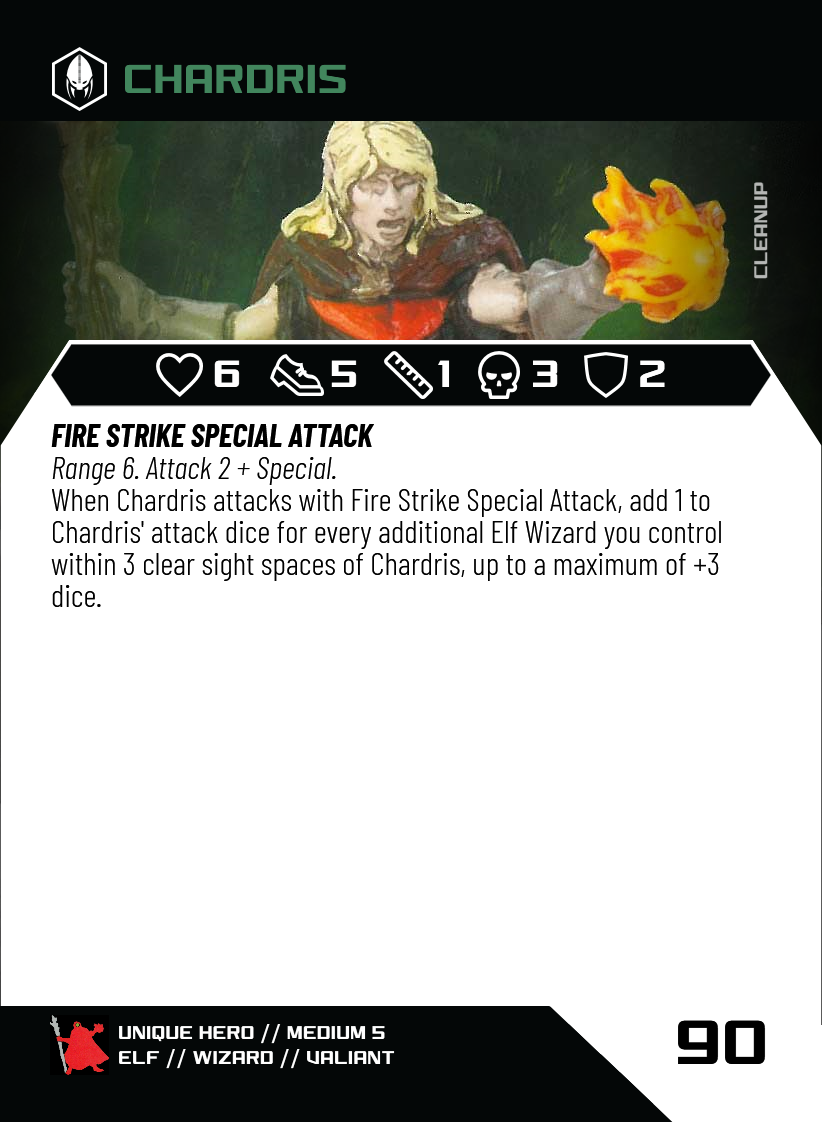 CHARDRIS
CLEANUP
6 5 1 3 2
FIRE STRIKE SPECIAL ATTACK
Range 6. Attack 2 + Special.
When Chardris attacks with Fire Strike Special Attack, add 1 to
Chardris' attack dice for every additional Elf Wizard you control
within 3 clear sight spaces of Chardris, up to a maximum of +3
dice.
UNIQUE HERO // MEDIUM 5
ELF // WIZARD // VALIANT
90